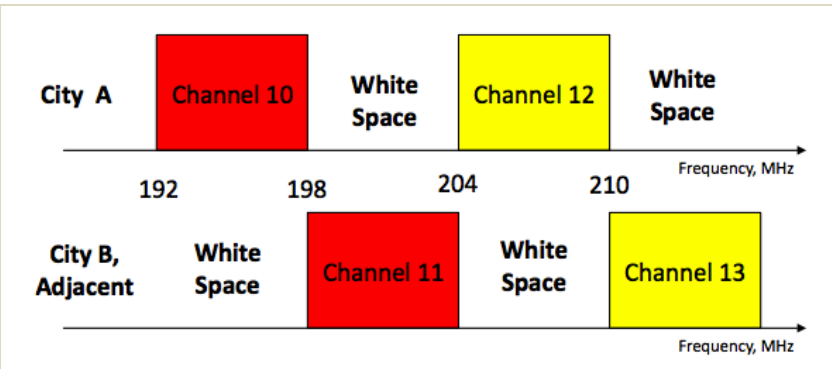 City A
Channel 10
White
Space
Channel 12
White
Space
Frequency, MHz
192
198
204
210
City B,
Adjacent
White
Space
Channel 11
White
Space
Channel 13
Frequency, MHz